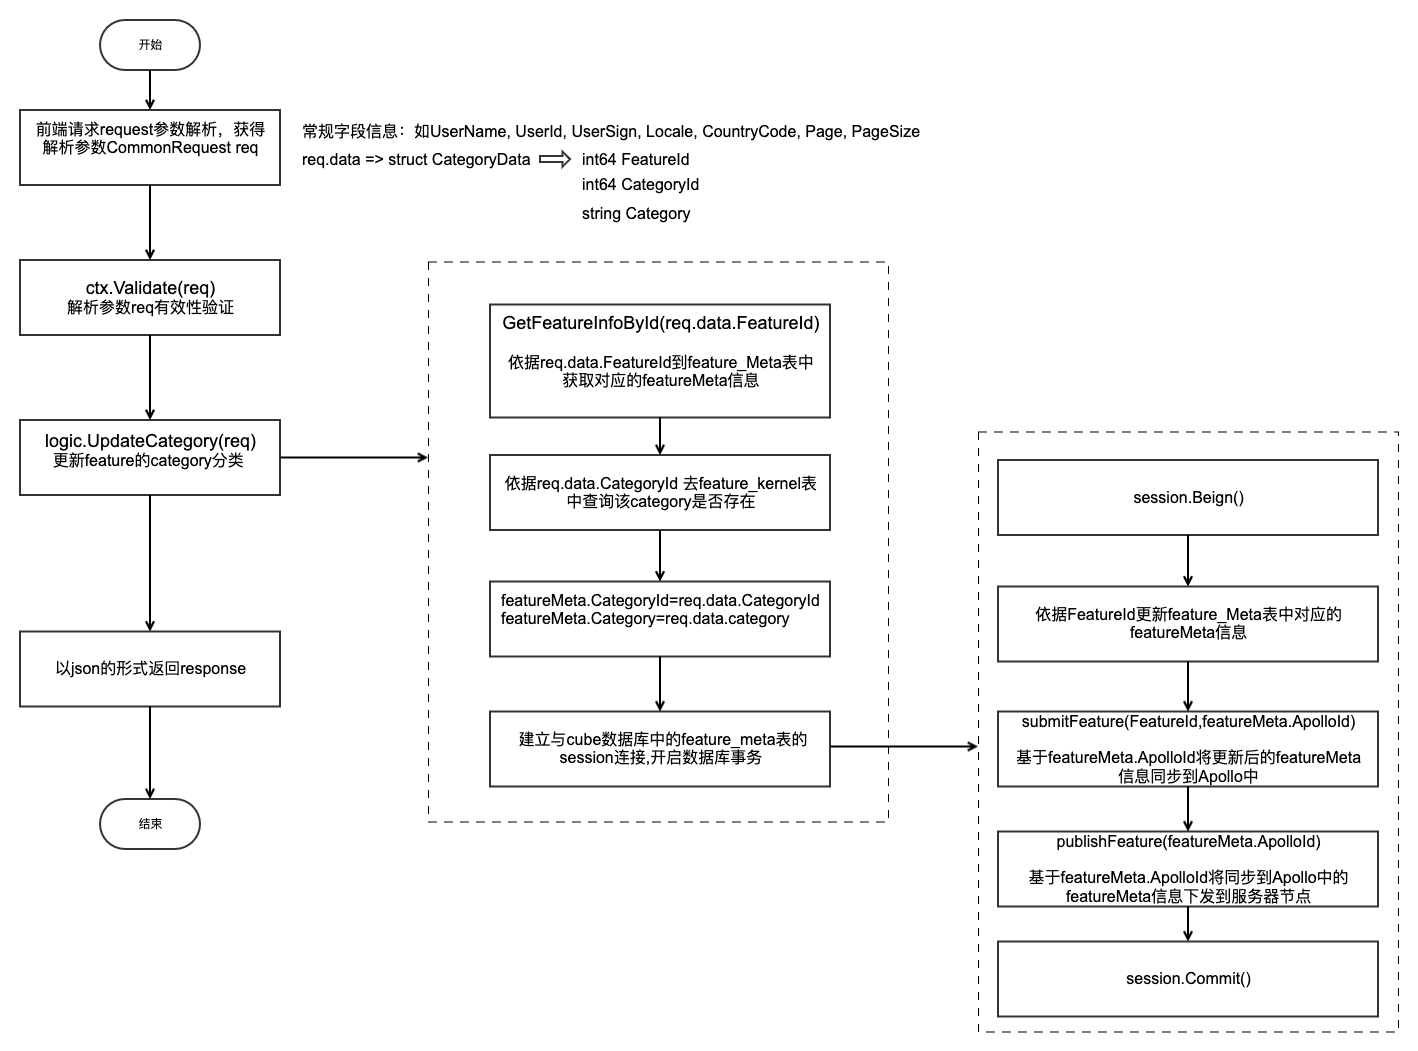 开始
前端请求request参数解析，获得
解析参数CommonRequest req
常规字段信息：如UserName, UserId, UserSign, Locale, CountryCode, Page, PageSize
req.data => struct CategoryData
int64 FeatureId
int64 CategoryId
string Category
ctx.Validate(req)
解析参数req有效性验证
logic.UpdateCategory(req)
更新feature的category分类
以json的形式返回response
结束
GetFeatureInfoById(req.data.FeatureId)
依据req.data.FeatureId到feature_Meta表中
获取对应的featureMeta信息
依据req.data.CategoryId 去feature_kernel表
中查询该category是否存在
featureMeta.CategoryId=req.data.CategoryId
featureMeta.Category=req.data.category
建立与cube数据库中的feature_meta表的
session连接,开启数据库事务
session.Beign()
依据FeatureId更新feature_Meta表中对应的
featureMeta信息
submitFeature(FeatureId,featureMeta.ApolloId)
基于featureMeta.ApolloId将更新后的featureMeta
信息同步到Apollo中
publishFeature(featureMeta.ApolloId)
基于featureMeta.ApolloId将同步到Apollo中的
featureMeta信息下发到服务器节点
session.Commit()